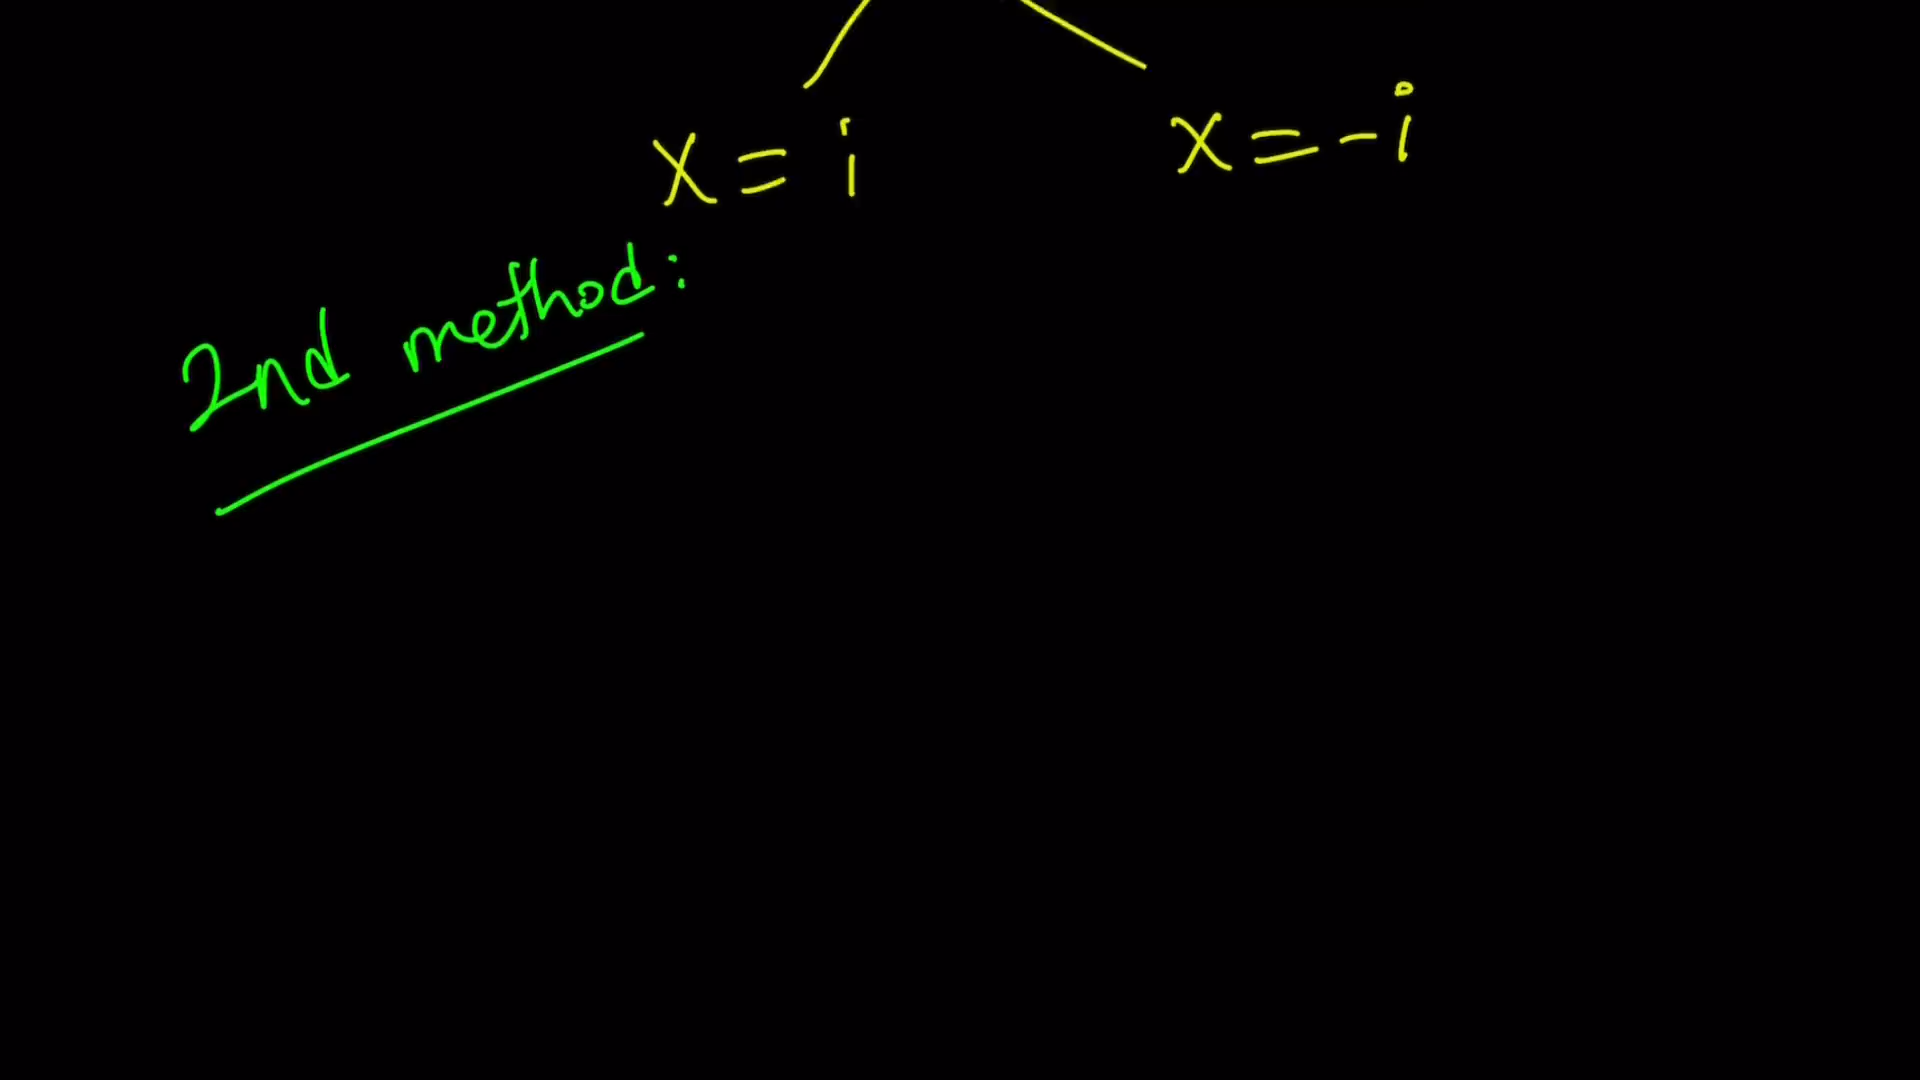 X = i    X = -i
2nd method: